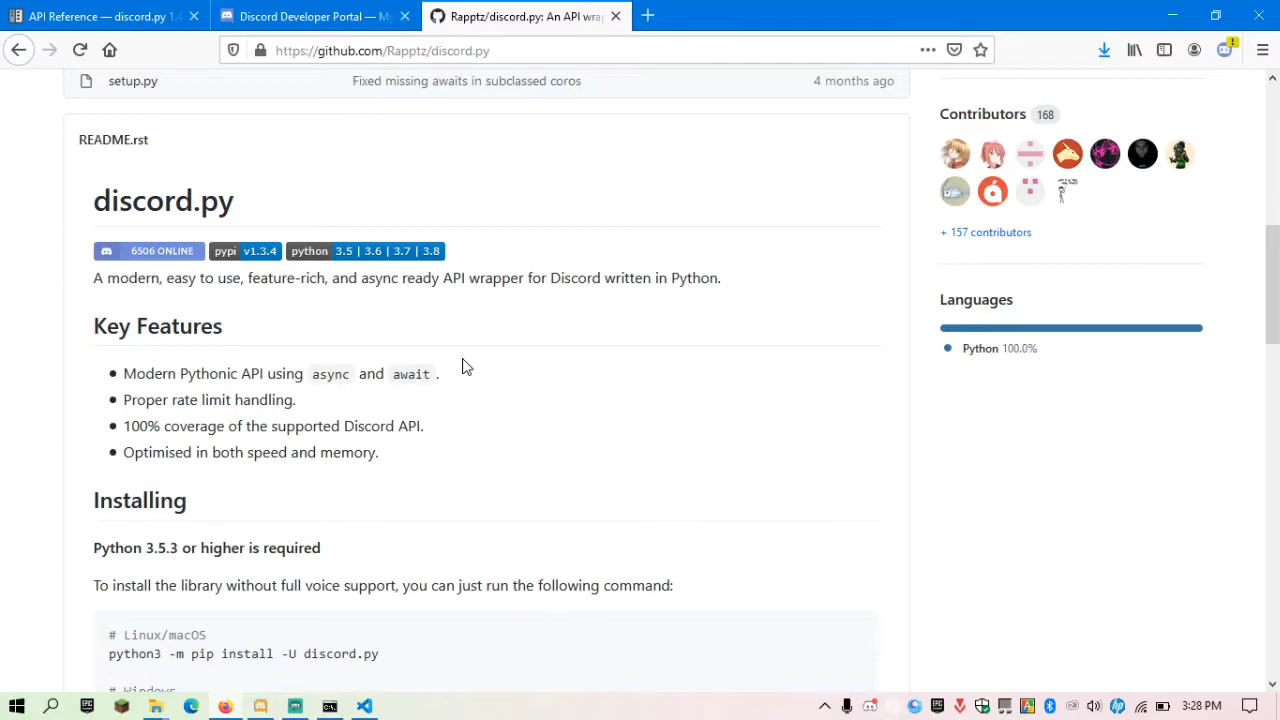 API Reference — discord.py 1.4
Discord Developer Portal — M
Rapptz/discord.py: An API wra
https://github.com/Rapptz/discord.py
setup.py
Fixed missing awaits in subclassed coros
4 months ago
README.rst
discord.py
6506 ONLINE
pypi v1.3.4
python 3.5 | 3.6 | 3.7 | 3.8
A modern, easy to use, feature-rich, and async ready API wrapper for Discord written in Python.
Key Features
Modern Pythonic API using async and await.
Proper rate limit handling.
100% coverage of the supported Discord API.
Optimised in both speed and memory.
Installing
Python 3.5.3 or higher is required
To install the library without full voice support, you can just run the following command:
# Linux/macOS
python3 -m pip install -U discord.py
# Windows
Contributors 168
+ 157 contributors
Languages
Python 100.0%
EPIC
3:28 PM